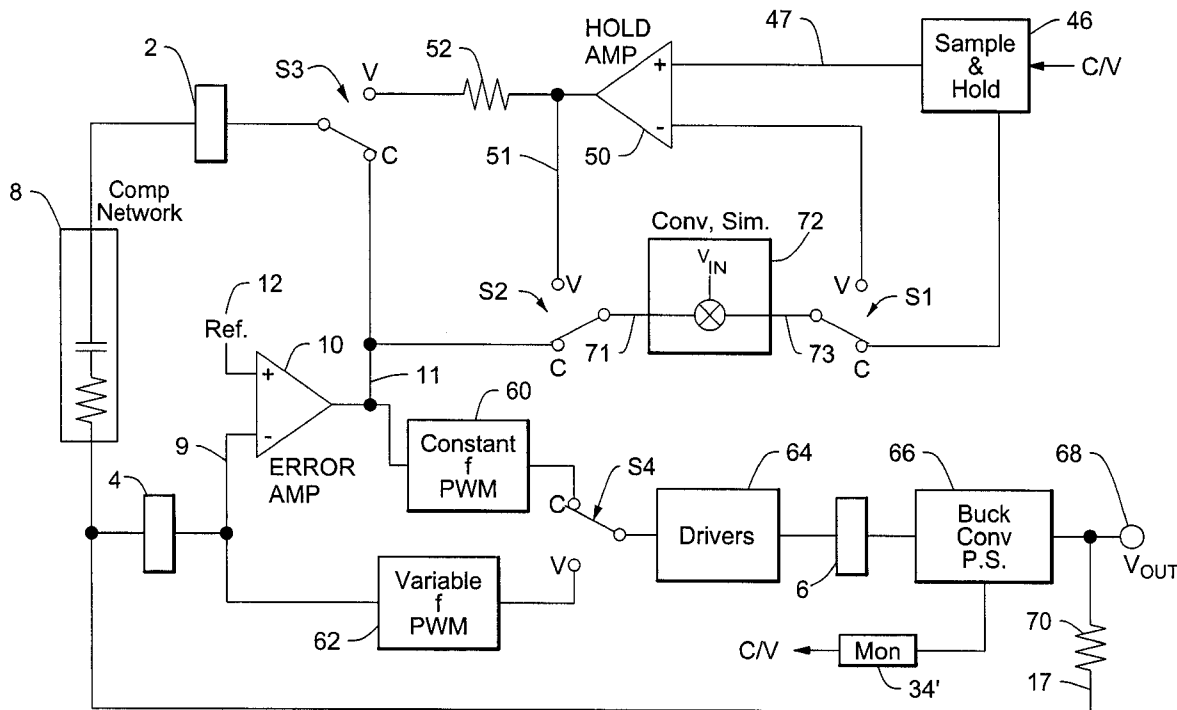 2
S3
V
52
HOLD
AMP
47
46
Sample
&
Hold
C/V
+
-
50
C
51
8
Comp
Network
Conv, Sim.
72
V
IN
V
S2
V
S1
C
71
73
C
12
Ref.
10
+
-
11
9
ERROR
AMP
60
Constant
f
PWM
4
S4
C
V
64
Drivers
66
Buck
Conv
P.S.
68
VOUT
6
Variable
f
PWM
62
C/V
Mon
34'
70
17